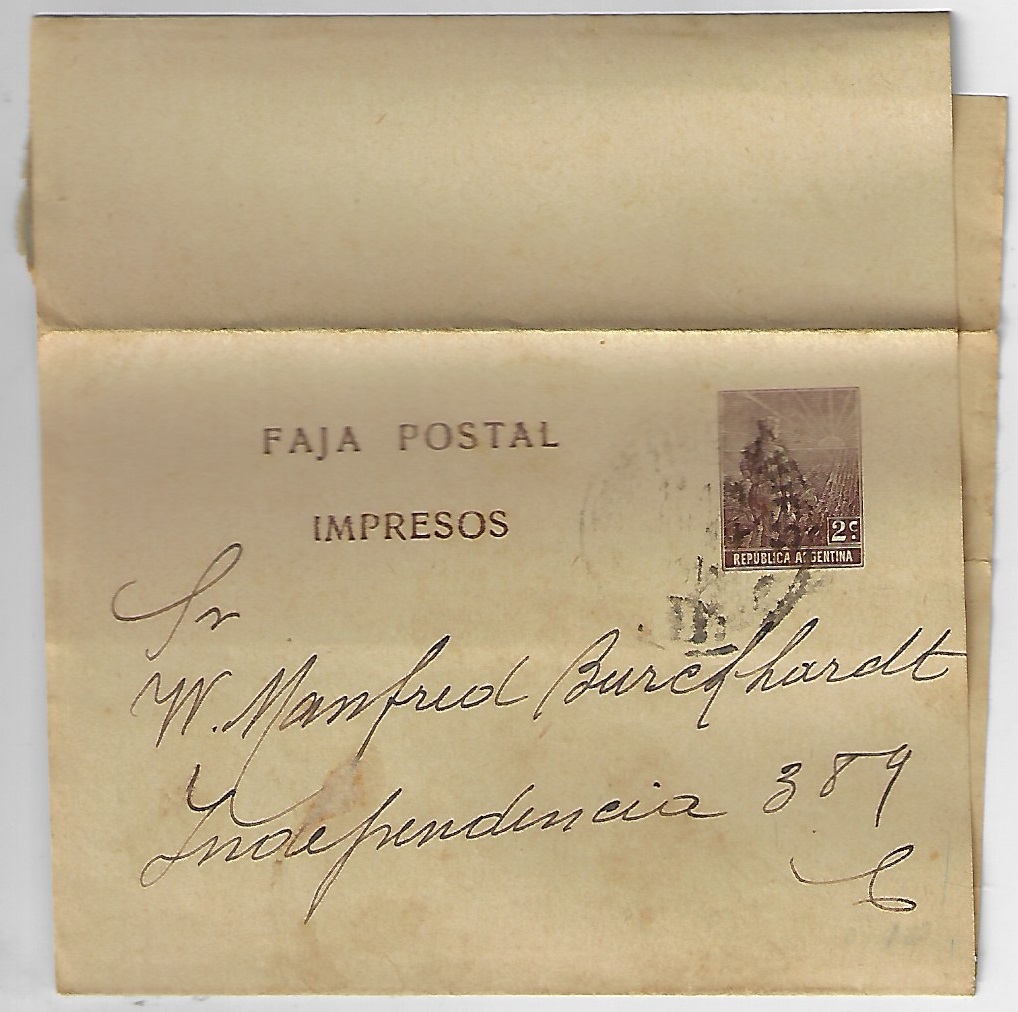 FAJA POSTAL
IMPRESOS
2c
REPUBLICA ARGENTINA
Sr
W. Manfred Burckhardt
Independencia 389
C